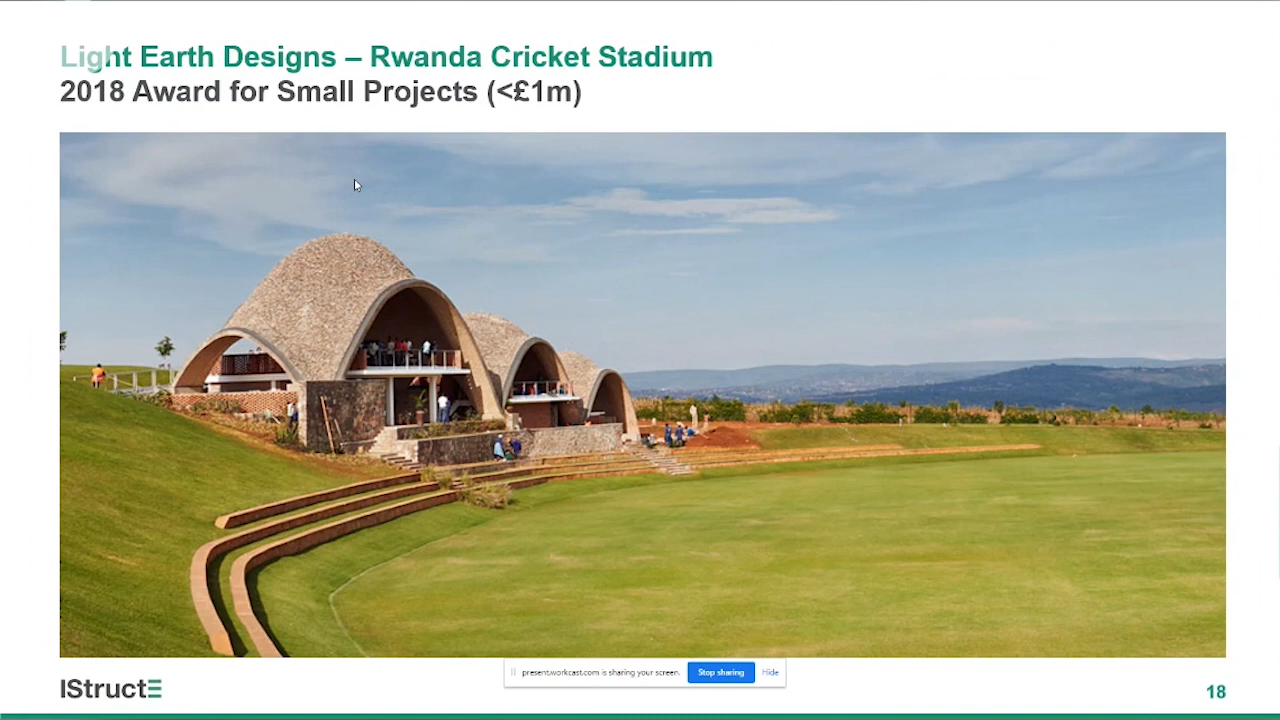 Light Earth Designs – Rwanda Cricket Stadium
2018 Award for Small Projects (<£1m)
present.workcast.com is sharing your screen.
Stop sharing
Hide
IStructE
18